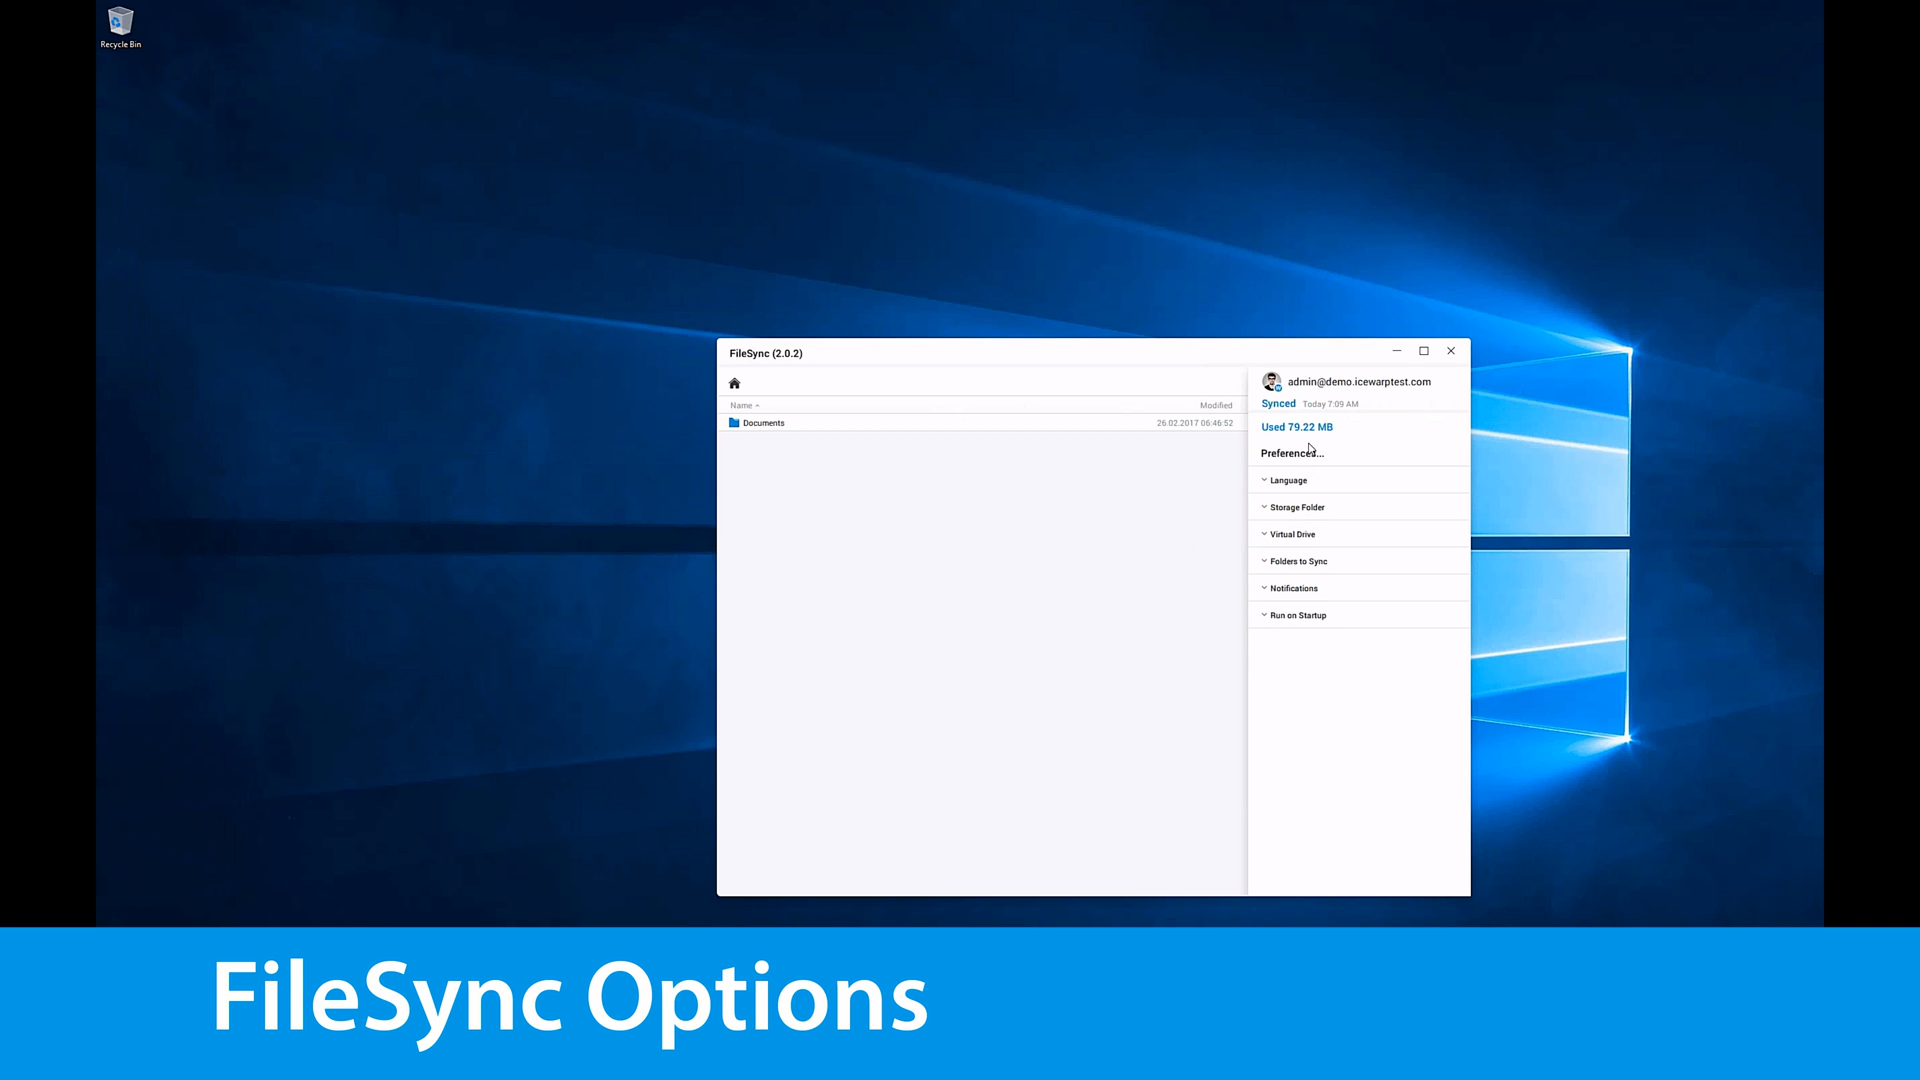 Recycle Bin
FileSync (2.0.2)
Name
Modified
Documents
26.02.2017 06:46:52
admin@demo.icewarptest.com
Synced Today 7:09 AM
Used 79.22 MB
Preferences...
Language
Storage Folder
Virtual Drive
Folders to Sync
Notifications
Run on Startup
FileSync Options